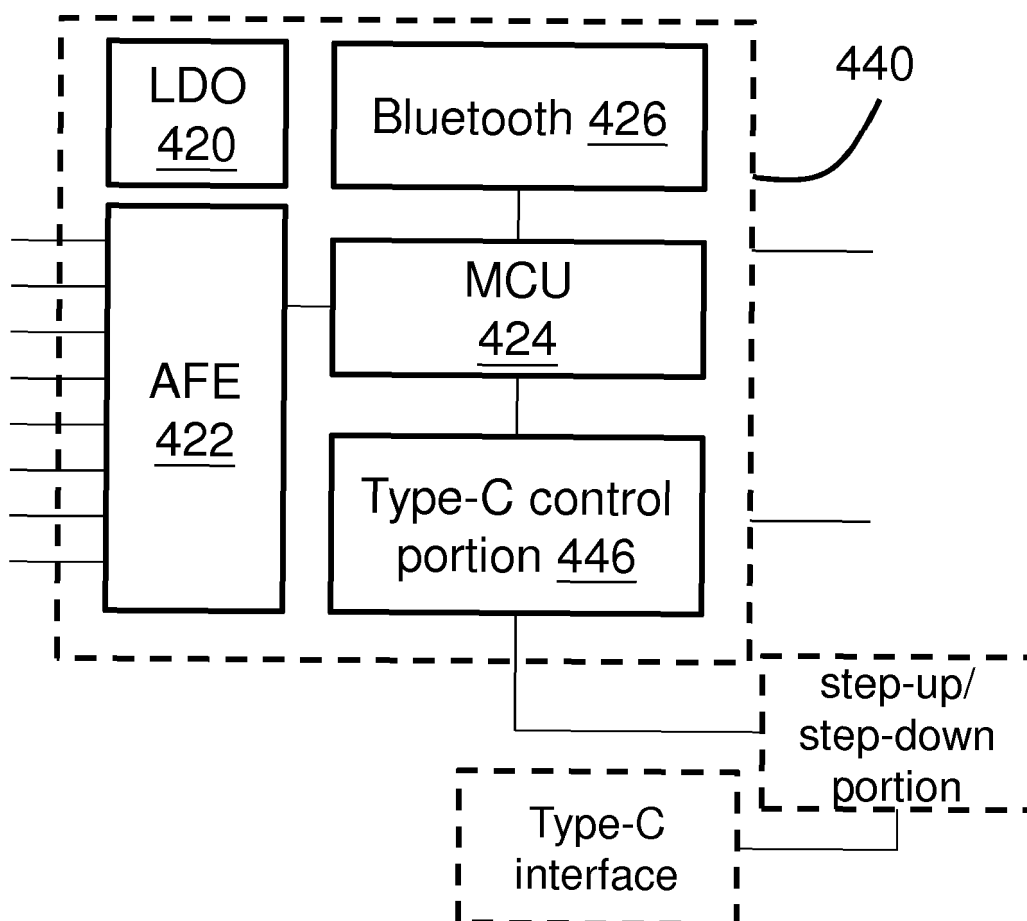 LDO
420
Bluetooth 426
440
MCU
424
AFE
422
Type-C control
portion 446
step-up/
step-down
portion
Type-C
interface